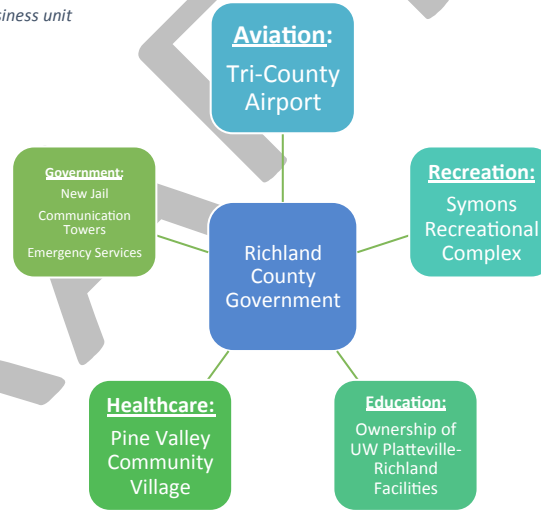 siness unit
Aviation:
Tri-County
Airport
Government:
New Jail
Communication
Towers
Emergency Services
Recreation:
Symons
Recreational
Complex
Richland
County
Government
Healthcare:
Pine Valley
Community
Village
Education:
Ownership of
UW Platteville-
Richland
Facilities